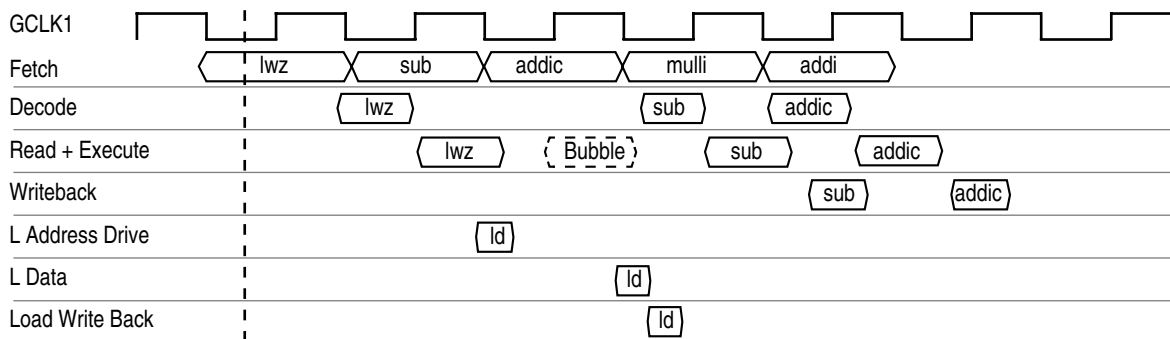 GCLK1
Fetch lwz sub addic mulli addi
Decode lwz sub addic
Read + Execute lwz Bubble sub addic
Writeback sub addic
L Address Drive ld
L Data ld
Load Write Back ld